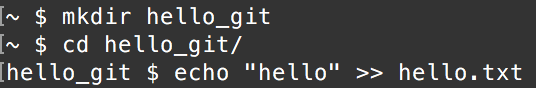 ~ $ mkdir hello_git
~ $ cd hello_git/
hello_git $ echo "hello" >> hello.txt